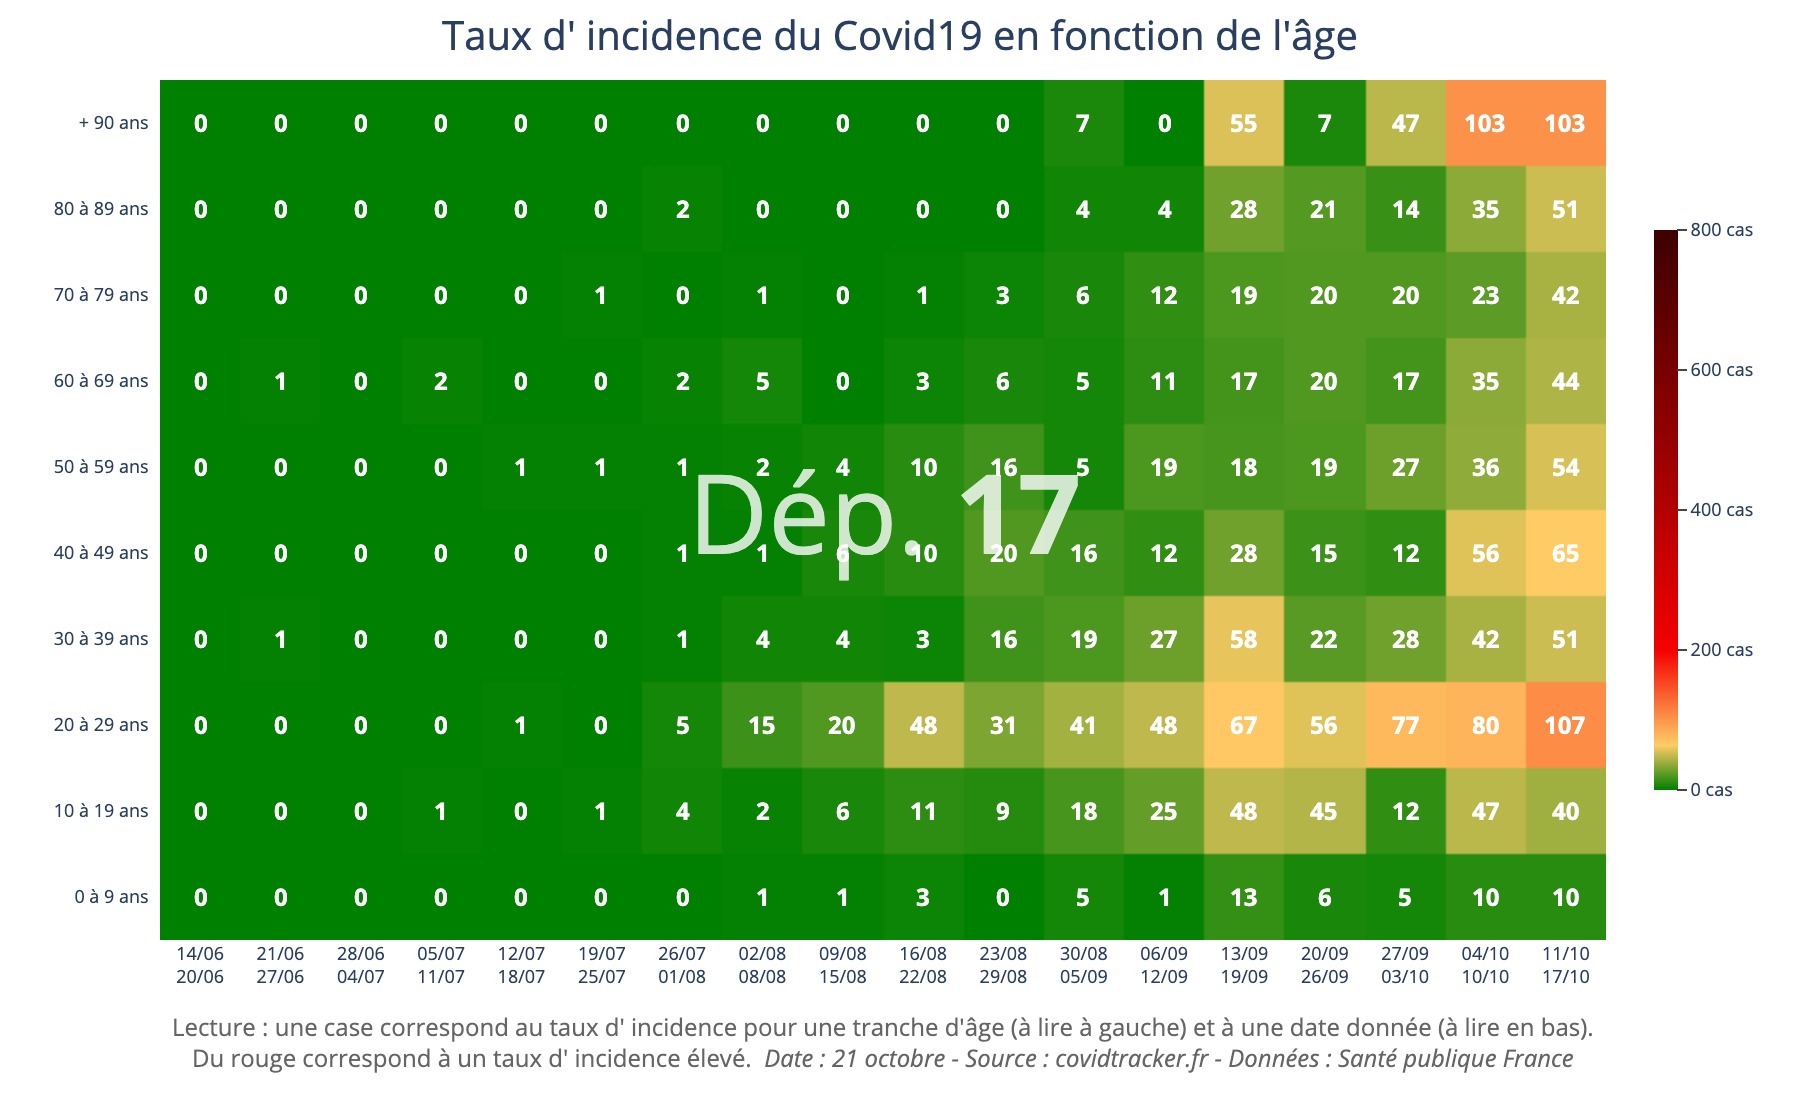 Taux d' incidence du Covid19 en fonction de l'âge
+ 90 ans 0 0 0 0 0 0 0 0 0 0 0 7 0 55 7 47 103 103
80 à 89 ans 0 0 0 0 0 0 2 0 0 0 0 4 4 28 21 14 35 51
800 cas
70 à 79 ans 0 0 0 0 0 1 0 1 0 1 3 6 12 19 20 20 23 42
600 cas
60 à 69 ans 0 1 0 2 0 0 2 5 0 3 6 5 11 17 20 17 35 44
50 à 59 ans 0 0 0 0 1 1 1 2 4 10 16 5 19 18 19 27 36 54
400 cas
Dép. 17
40 à 49 ans 0 0 0 0 0 0 1 1 6 10 20 16 12 28 15 12 56 65
30 à 39 ans 0 1 0 0 0 0 1 4 4 3 16 19 27 58 22 28 42 51
200 cas
20 à 29 ans 0 0 0 0 1 0 5 15 20 48 31 41 48 67 56 77 80 107
0 cas
10 à 19 ans 0 0 0 1 0 1 4 2 6 11 9 18 25 48 45 12 47 40
0 à 9 ans 0 0 0 0 0 0 0 1 1 3 0 5 1 13 6 5 10 10
14/06 21/06 28/06 05/07 12/07 19/07 26/07 02/08 09/08 16/08 23/08 30/08 06/09 13/09 20/09 27/09 04/10 11/10
20/06 27/06 04/07 11/07 18/07 25/07 01/08 08/08 15/08 22/08 29/08 05/09 12/09 19/09 26/09 03/10 10/10 17/10
Lecture : une case correspond au taux d' incidence pour une tranche d'âge (à lire à gauche) et à une date donnée (à lire en bas).
Du rouge correspond à un taux d' incidence élevé. Date : 21 octobre - Source : covidtracker.fr - Données : Santé publique France